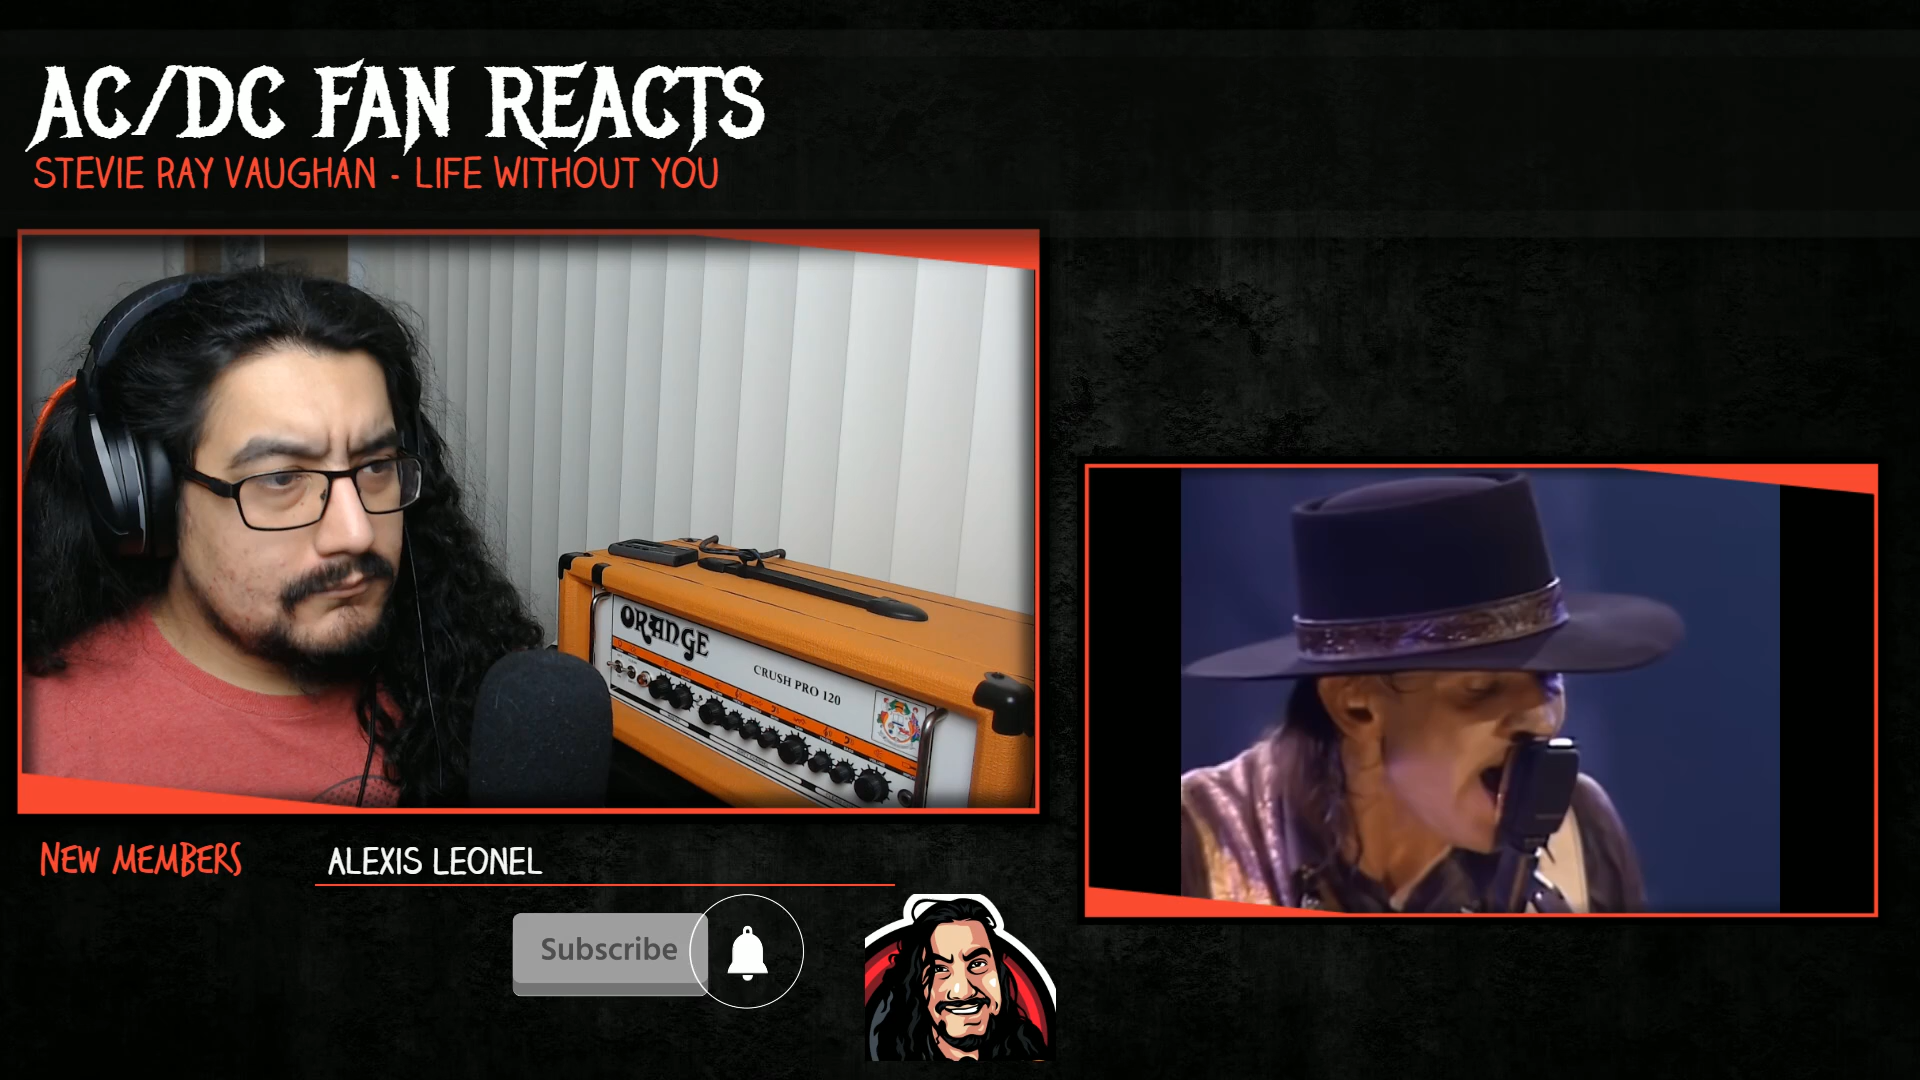 AC/DC FAN REACTS
STEVIE RAY VAUGHAN - LIFE WITHOUT YOU
ORANGE
CRUSH PRO 120
NEW MEMBERS
ALEXIS LEONEL
Subscribe